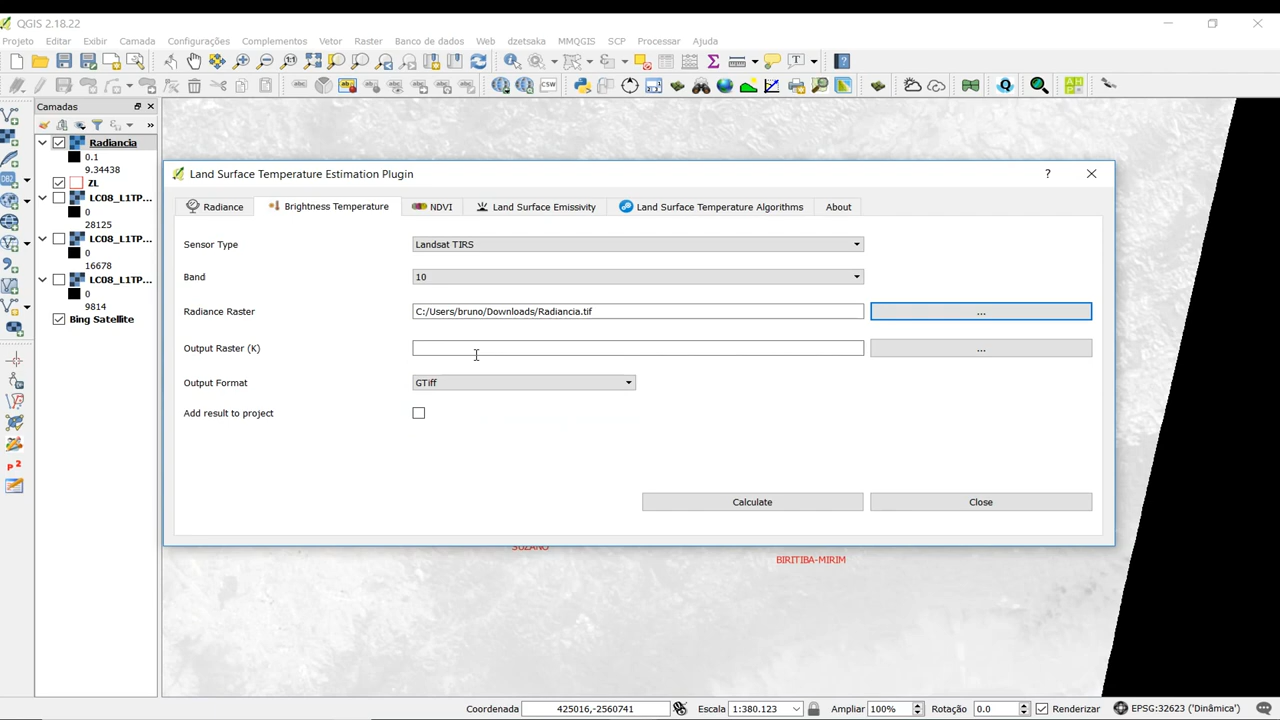 QGIS 2.18.22
Projeto Editar Exibir Camada Configurações Complementos Vetor Raster Banco de dados Web dzetsaka MMQGIS SCP Processar Ajuda
Camadas
Radiancia
0.1
9.34438
ZL
LC08_L1TP...
0
28125
LC08_L1TP...
0
16678
LC08_L1TP...
0
9814
Bing Satellite
Land Surface Temperature Estimation Plugin
Radiance Brightness Temperature NDVI Land Surface Emissivity Land Surface Temperature Algorithms About
Sensor Type Landsat TIRS
Band 10
Radiance Raster C:/Users/bruno/Downloads/Radiancia.tif ...
Output Raster (K) ...
Output Format GTiff
Add result to project
Calculate Close
SUZANO
BIRITIBA-MIRIM
Coordenada 425016,-2560741 Escala 1:380.123 Ampliar 100% Rotação 0.0 Renderizar EPSG:32623 ('Dinâmica')